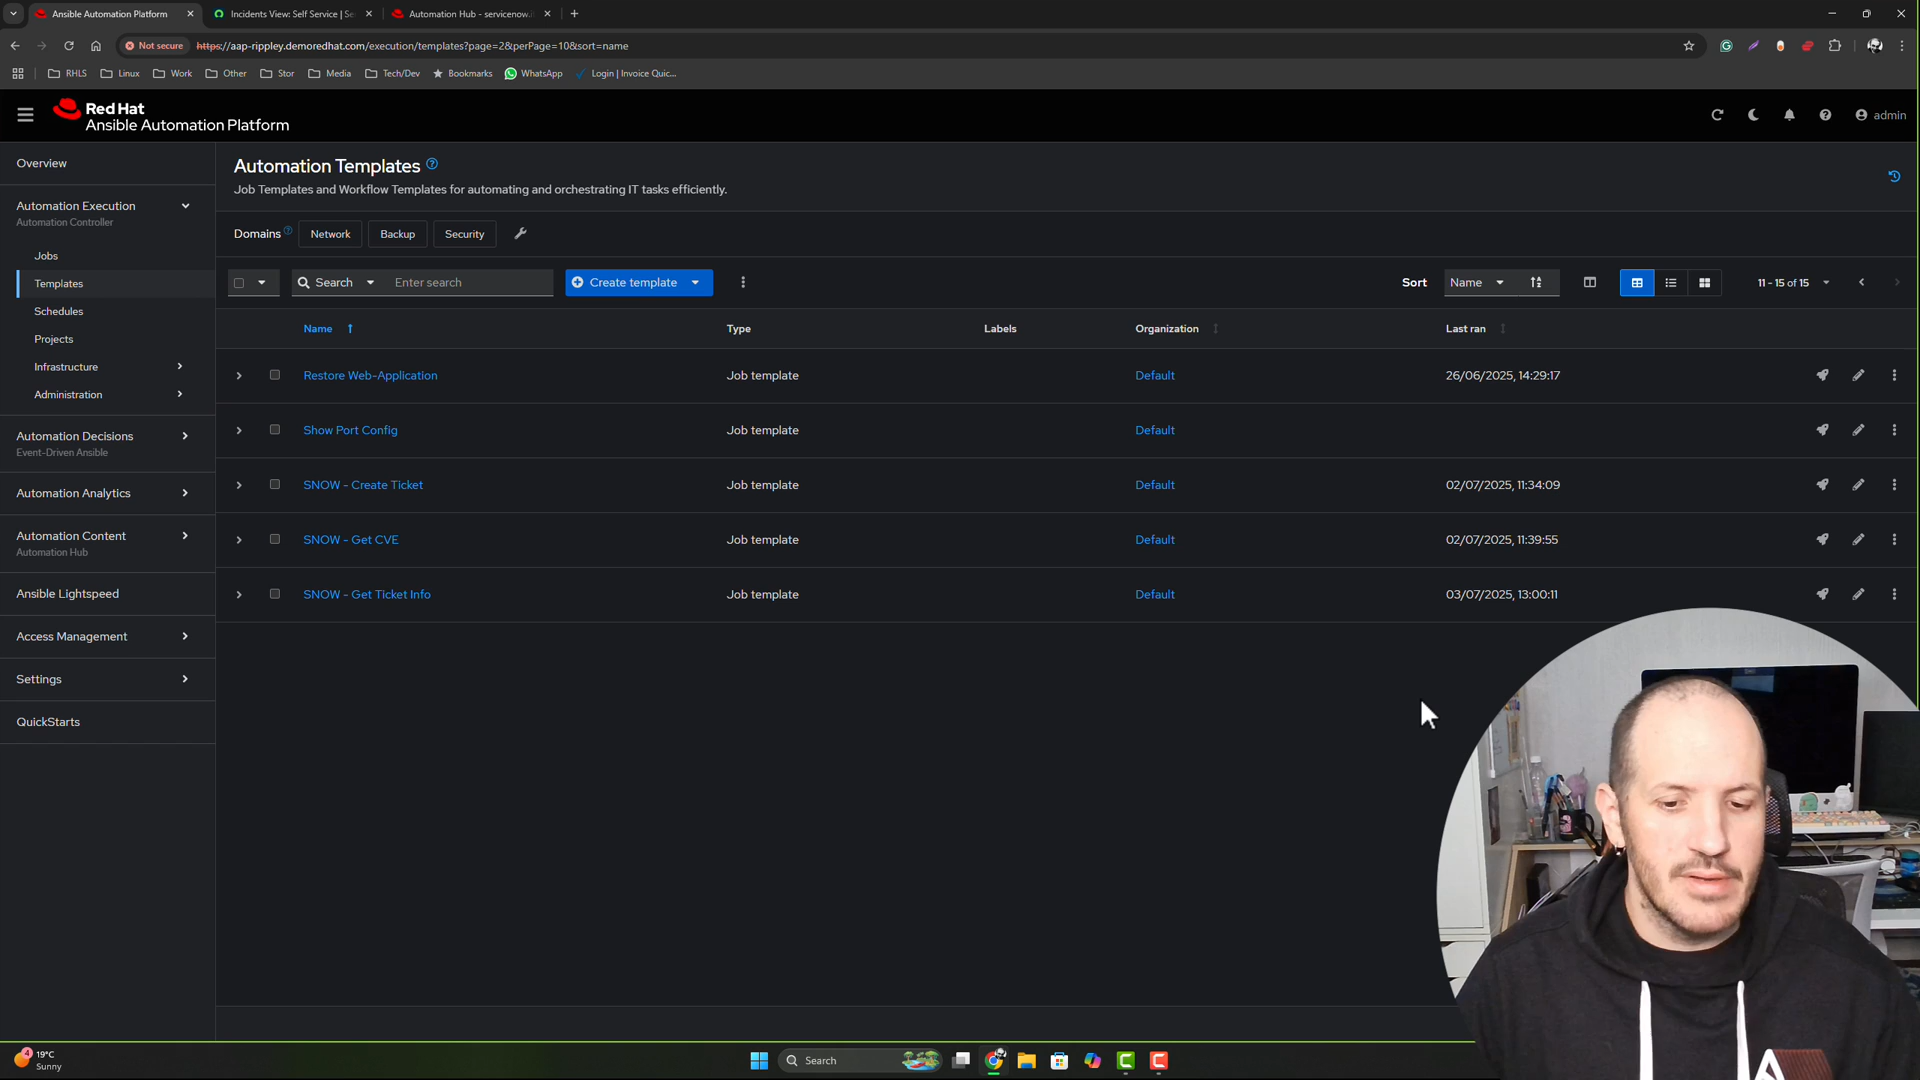 Ansible Automation Platform
Incidents View: Self Service | Se
Automation Hub - servicenow.i
Not secure
https://aap-rippley.demoredhat.com/execution/templates?page=2&perPage=10&sort=name
RHLS
Linux
Work
Other
Stor
Media
Tech/Dev
Bookmarks
WhatsApp
Login | Invoice Quic...
Red Hat
Ansible Automation Platform
admin
Overview
Automation Execution
Automation Controller
Jobs
Templates
Schedules
Projects
Infrastructure
Administration
Automation Decisions
Event-Driven Ansible
Automation Analytics
Automation Content
Automation Hub
Ansible Lightspeed
Access Management
Settings
QuickStarts
Automation Templates
Job Templates and Workflow Templates for automating and orchestrating IT tasks efficiently.
Domains
Network
Backup
Security
Search
Enter search
Create template
Sort
Name
11 - 15 of 15
Name
Type
Labels
Organization
Last ran
Restore Web-Application
Job template
Default
26/06/2025, 14:29:17
Show Port Config
Job template
Default
SNOW - Create Ticket
Job template
Default
02/07/2025, 11:34:09
SNOW - Get CVE
Job template
Default
02/07/2025, 11:39:55
SNOW - Get Ticket Info
Job template
Default
03/07/2025, 13:00:11
4
19°C
Sunny
Search